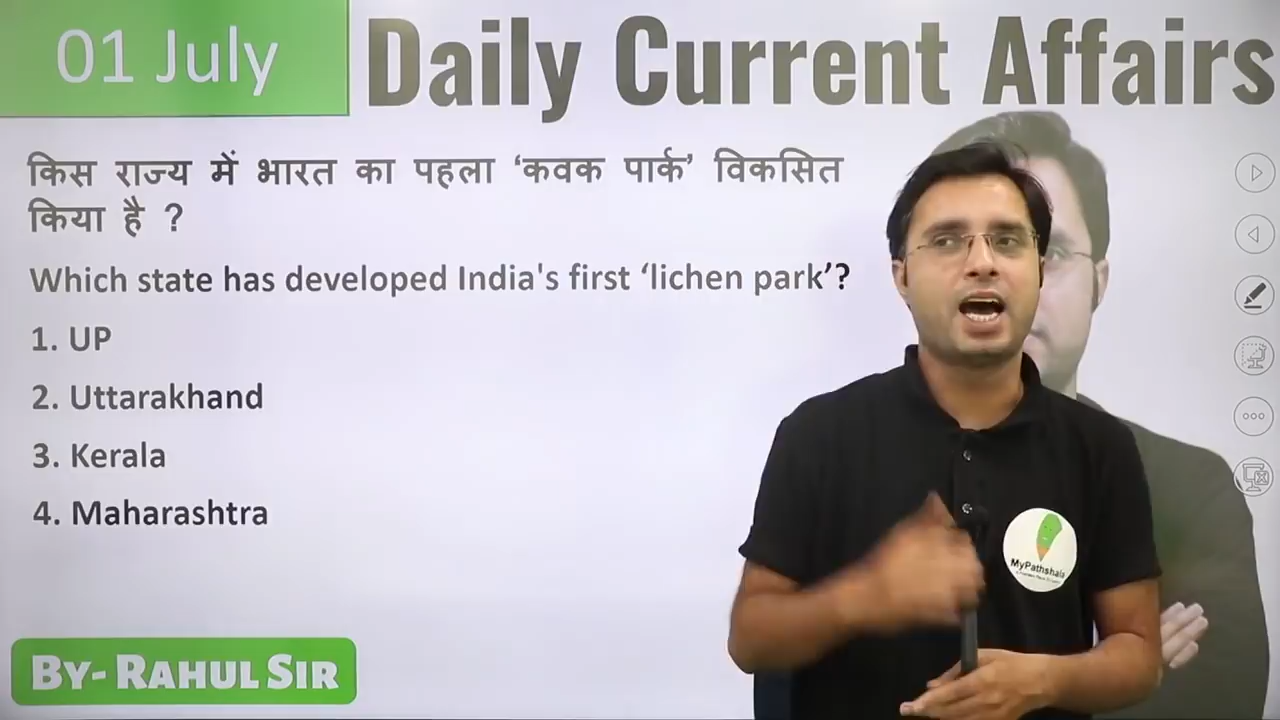 01 July
Daily Current Affairs
किस राज्य में भारत का पहला ‘कवक पार्क’ विकसित
किया है ?
Which state has developed India's first ‘lichen park’?
1. UP
2. Uttarakhand
3. Kerala
4. Maharashtra
MyPathshala
By- Rahul Sir